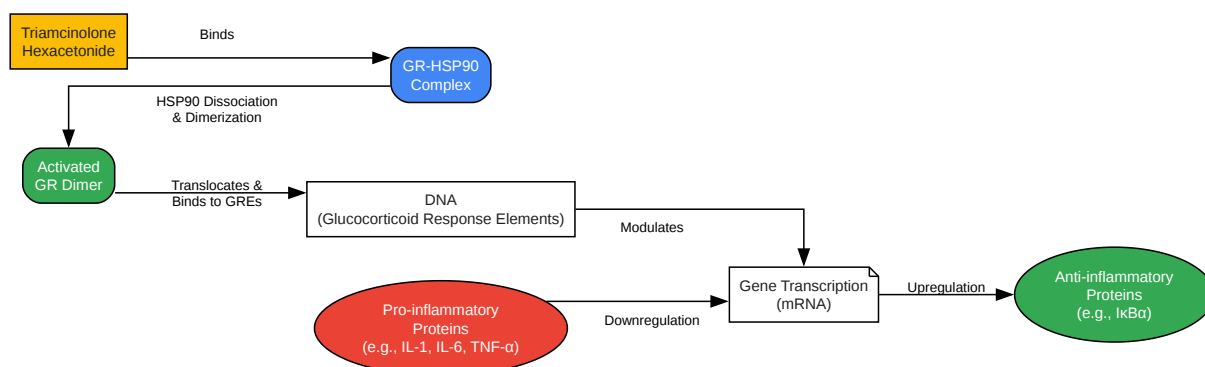 Triamcinolone
Hexacetonide
Binds
GR-HSP90
Complex
HSP90 Dissociation
& Dimerization
Activated
GR Dimer
Translocates &
Binds to GREs
DNA
(Glucocorticoid Response Elements)
Modulates
Gene Transcription
(mRNA)
Upregulation
Anti-inflammatory
Proteins
(e.g., IκBα)
Pro-inflammatory
Proteins
(e.g., IL-1, IL-6, TNF-α)
Downregulation